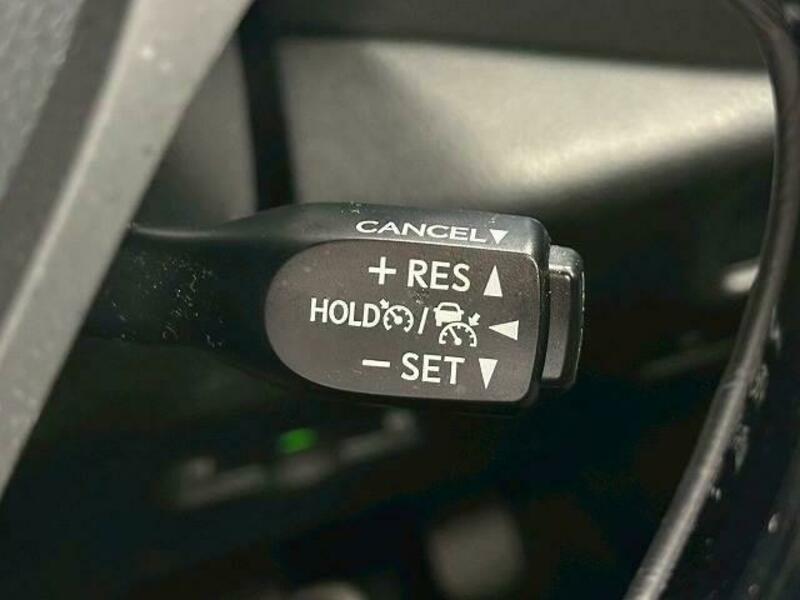 CANCEL▼
+ RES ▲
HOLD / ◀
− SET ▼